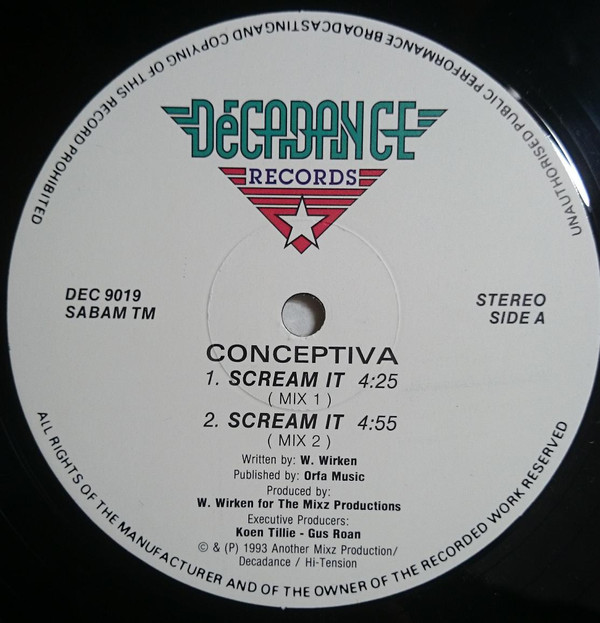 UNAUTHORISED PUBLIC PERFORMANCE BROADCASTING AND COPYING OF THIS RECORD PROHIBITED
DéCADANCE
RECORDS
DEC 9019
SABAM TM
STEREO
SIDE A
CONCEPTIVA
1. SCREAM IT 4:25
( MIX 1 )
2. SCREAM IT 4:55
( MIX 2 )
Written by: W. Wirken
Published by: Orfa Music
Produced by:
W. Wirken for The Mixz Productions
Executive Producers:
Koen Tillie - Gus Roan
© & (P) 1993 Another Mixz Production/
Decadance / Hi-Tension
ALL RIGHTS OF THE MANUFACTURER AND OF THE OWNER OF THE RECORDED WORK RESERVED